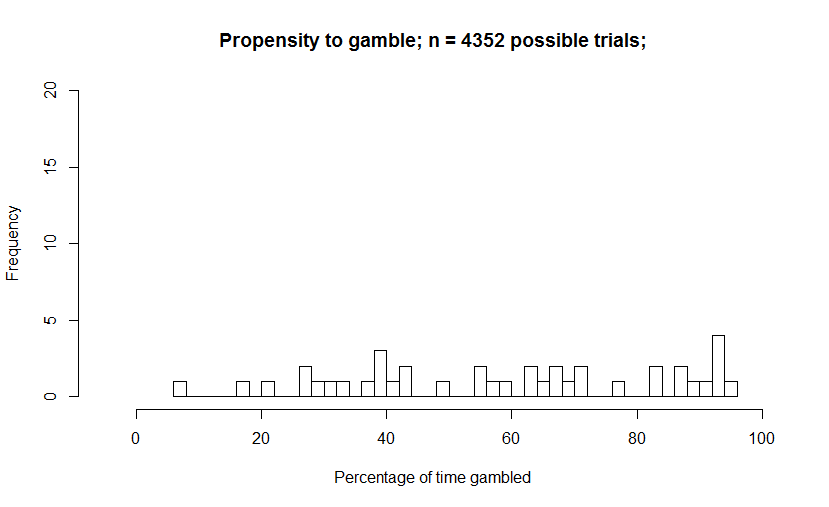 Propensity to gamble; n = 4352 possible trials;
20
15
10
5
0
Frequency
0 20 40 60 80 100
Percentage of time gambled